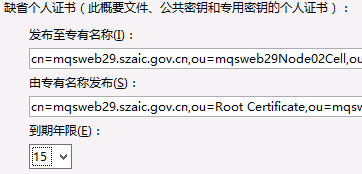 缺省个人证书（此概要文件、公共密钥和专用密钥的个人证书）：
发布至专有名称(I)：
cn=mqsweb29.szaic.gov.cn,ou=mqsweb29Node02Cell,ou
由专有名称发布(S)：
cn=mqsweb29.szaic.gov.cn,ou=Root Certificate,ou=mqsw
到期年限(E)：
15